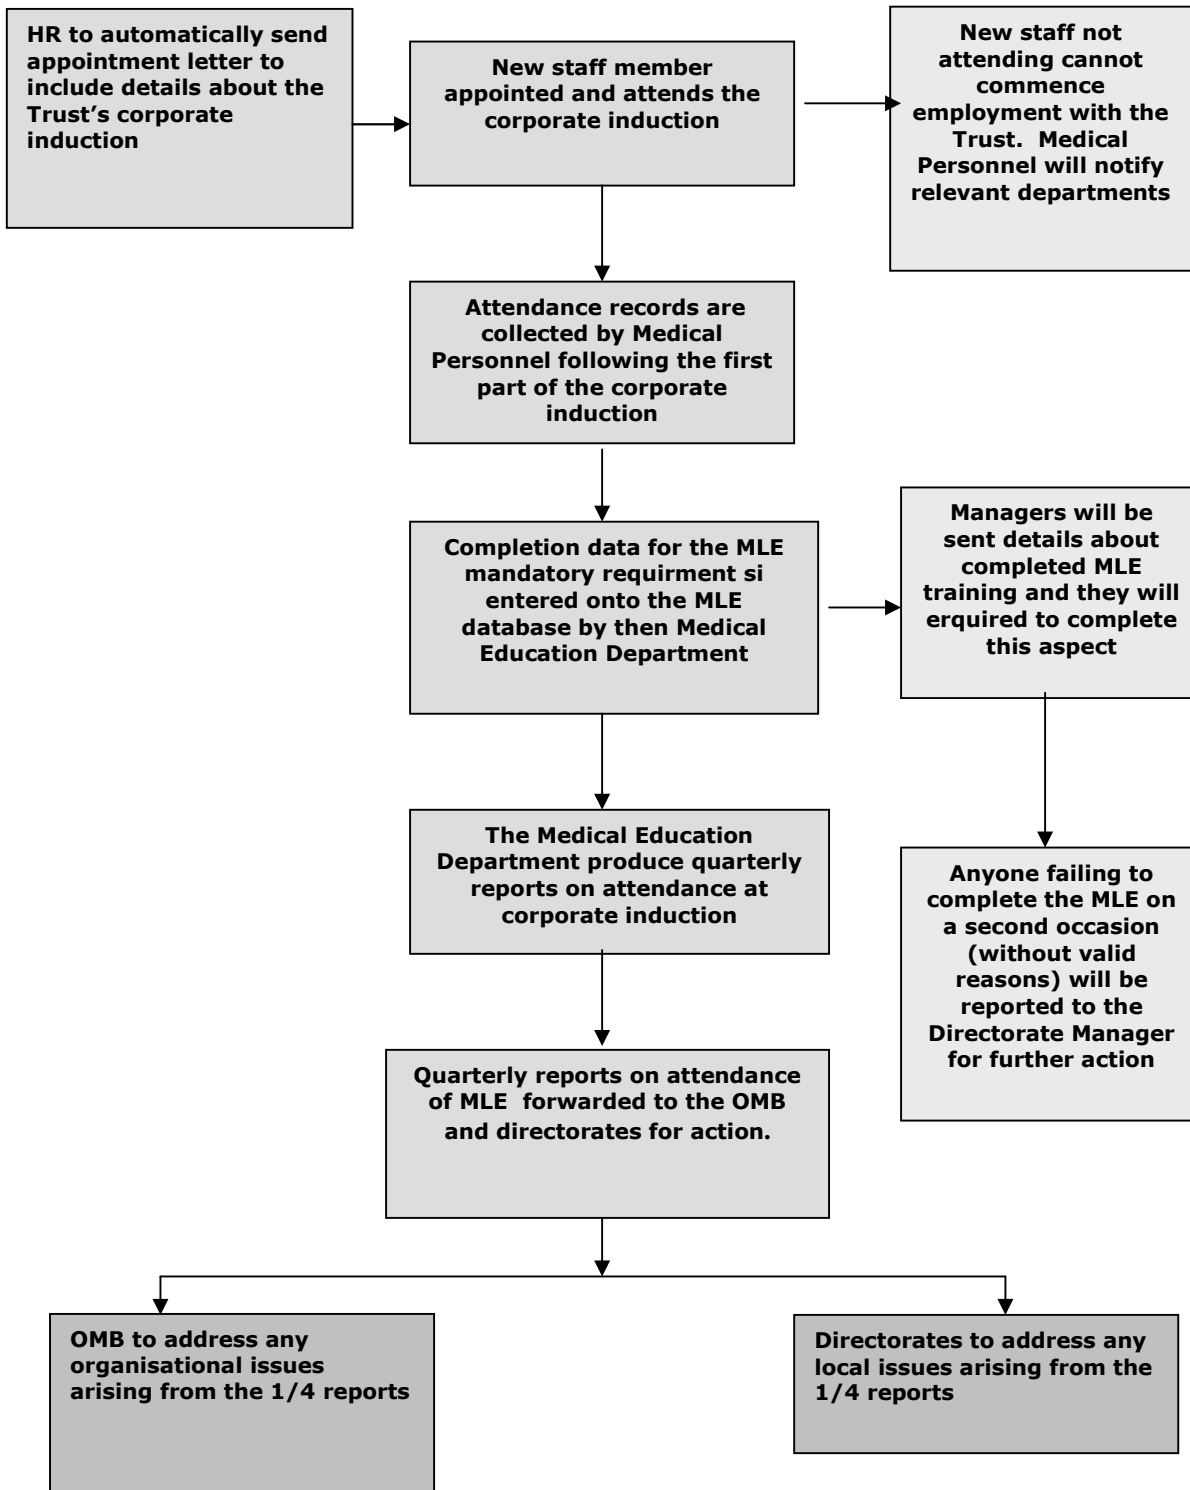 HR to automatically send
appointment letter to
include details about the
Trust's corporate
induction
New staff member
appointed and attends the
corporate induction
New staff not
attending cannot
commence
employment with the
Trust.  Medical
Personnel will notify
relevant departments
Attendance records are
collected by Medical
Personnel following the first
part of the corporate
induction
Completion data for the MLE
mandatory requirment si
entered onto the MLE
database by then Medical
Education Department
Managers will be
sent details about
completed MLE
training and they will
erquired to complete
this aspect
The Medical Education
Department produce quarterly
reports on attendance at
corporate induction
Anyone failing to
complete the MLE on
a second occasion
(without valid
reasons) will be
reported to the
Directorate Manager
for further action
Quarterly reports on attendance
of MLE  forwarded to the OMB
and directorates for action.
OMB to address any
organisational issues
arising from the 1/4 reports
Directorates to address any
local issues arising from the
1/4 reports